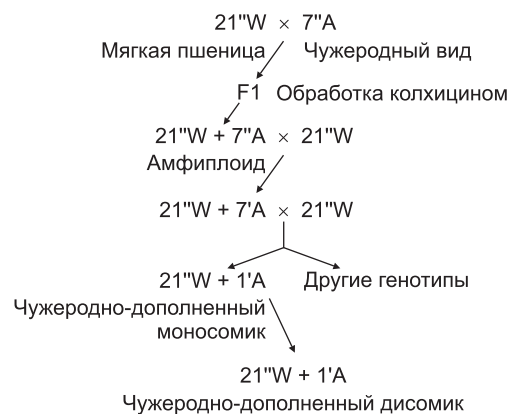 21"W × 7"A
Мягкая пшеница Чужеродный вид
F1 Обработка колхицином
21"W + 7"A × 21"W
Амфиплоид
21"W + 7'A × 21"W
21"W + 1'A Другие генотипы
Чужеродно-дополненный
моносомик
21"W + 1'A
Чужеродно-дополненный дисомик